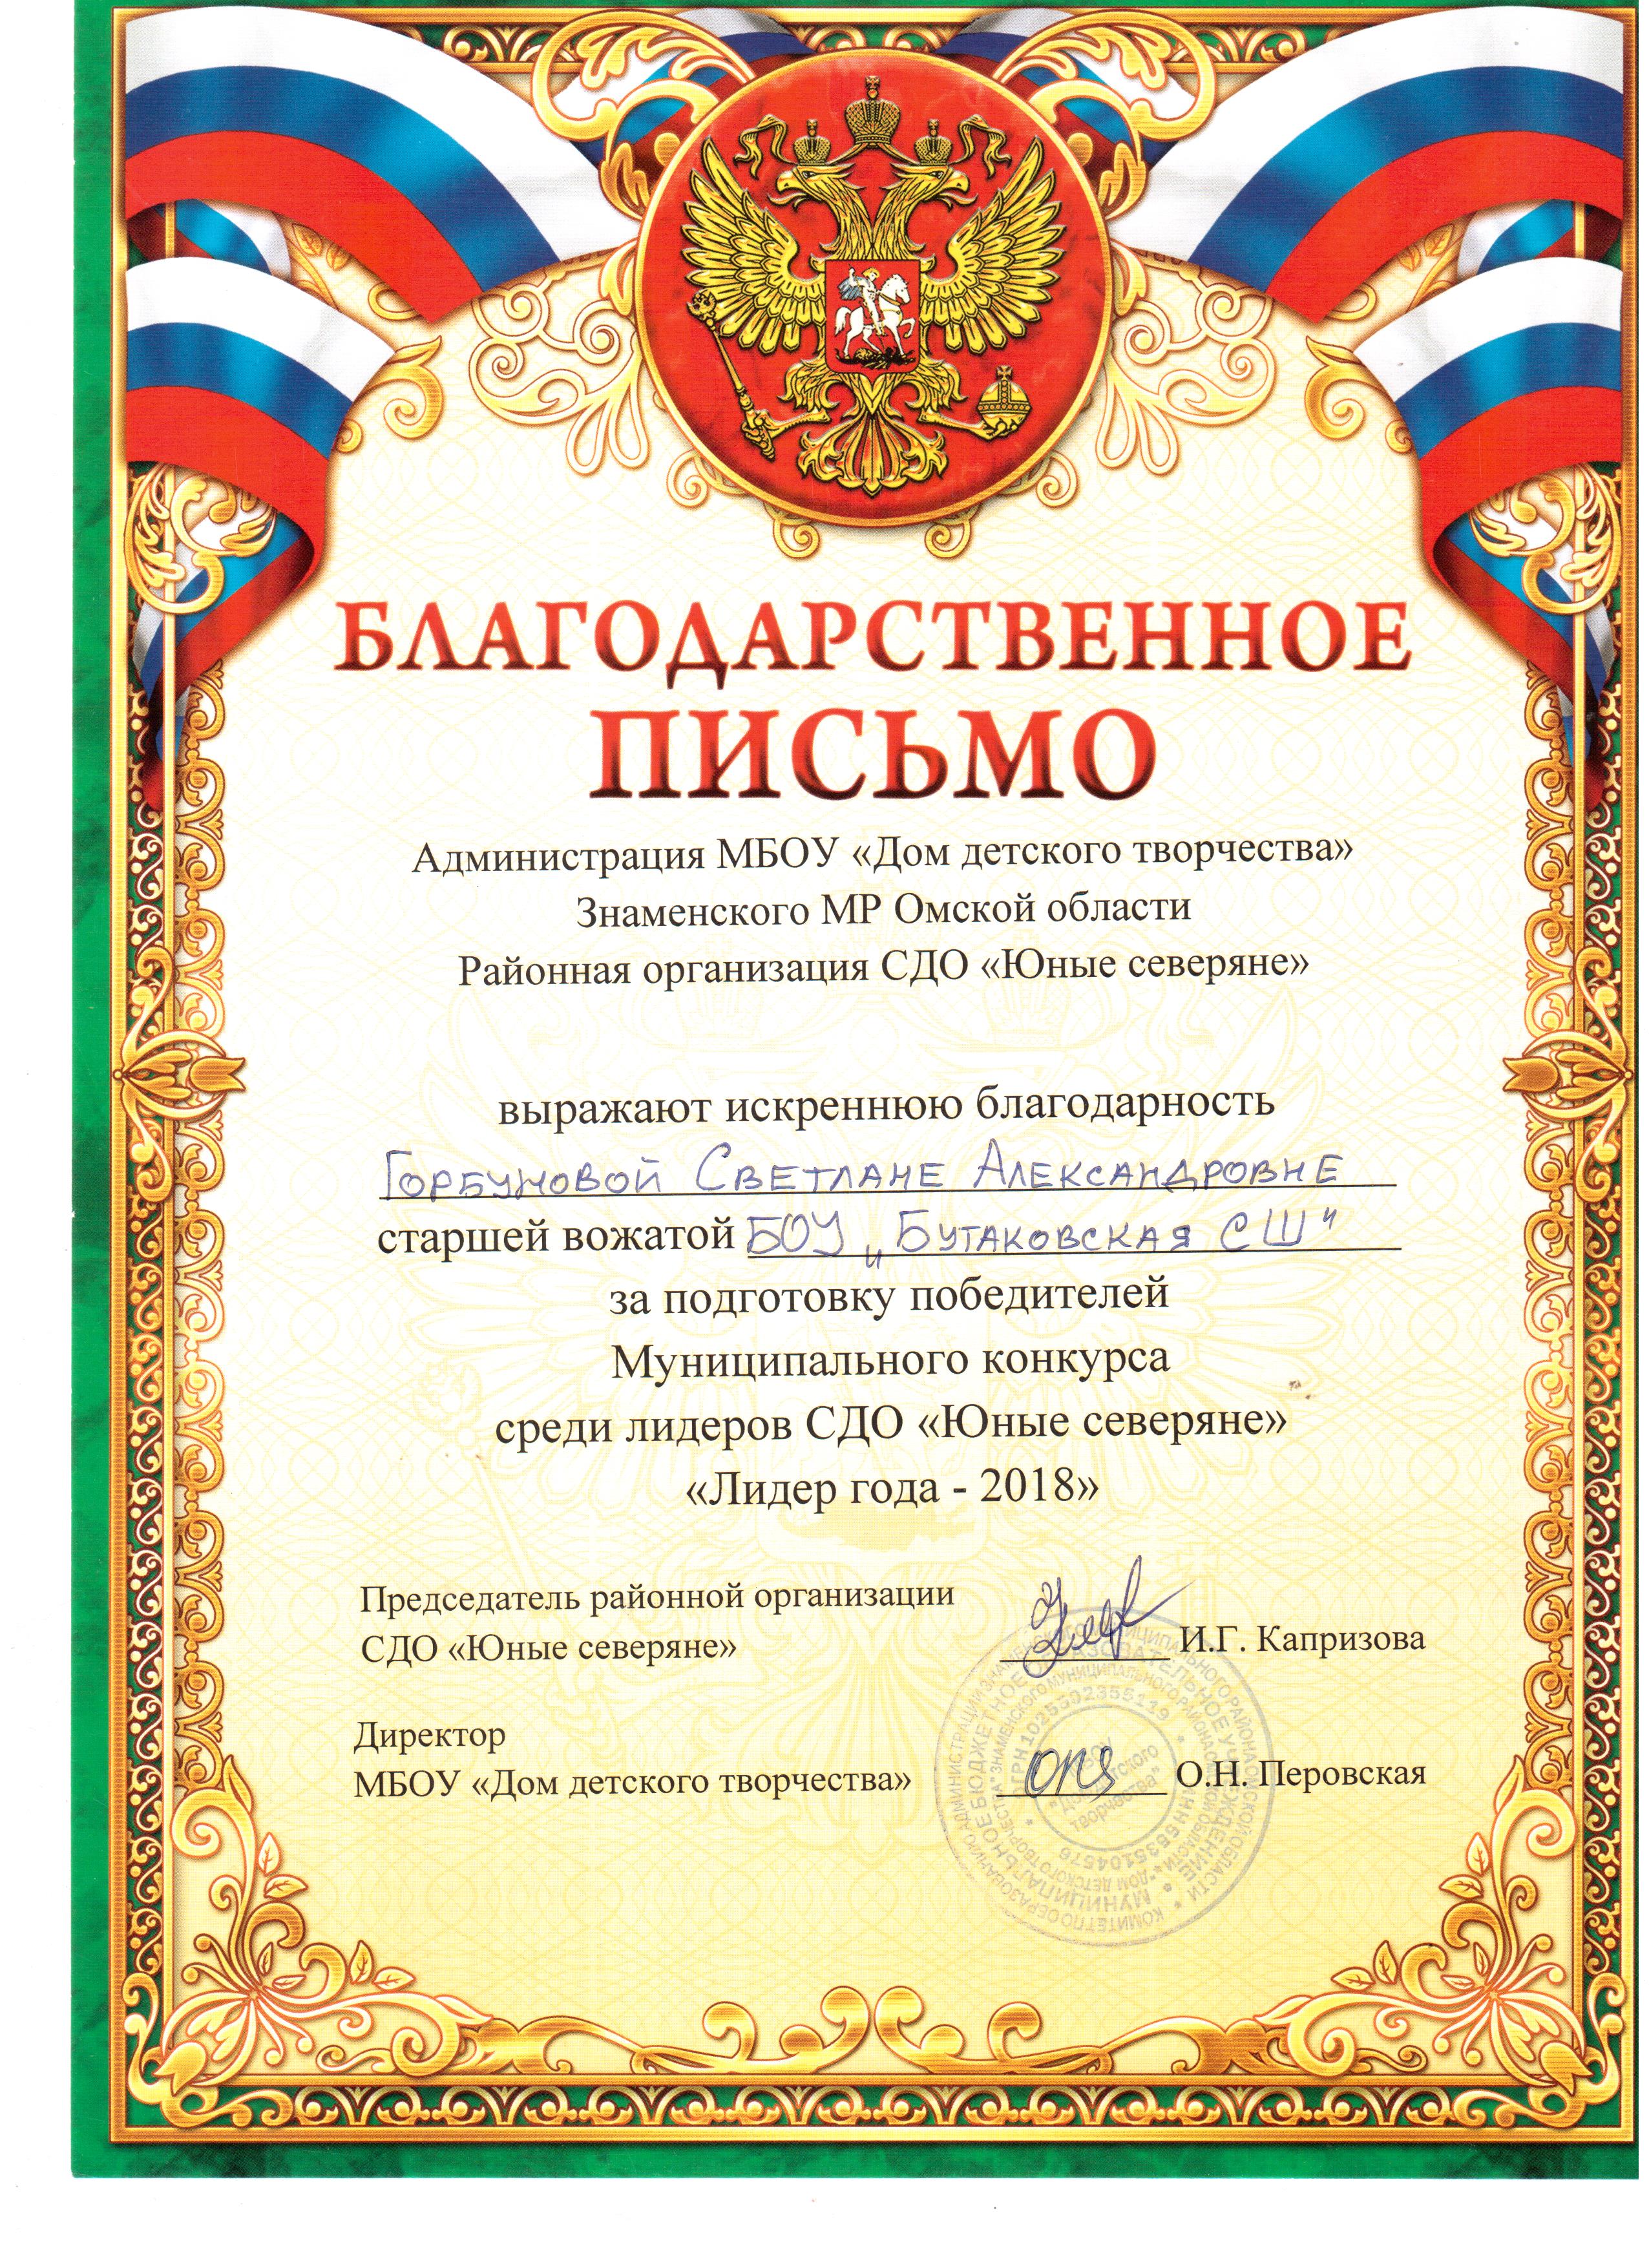 БЛАГОДАРСТВЕННОЕ
ПИСЬМО
Администрация МБОУ «Дом детского творчества»
Знаменского МР Омской области
Районная организация СДО «Юные северяне»
выражают искреннюю благодарность
Горбуновой Светлане Александровне
старшей вожатой БОУ „Бутаковская СШ"
за подготовку победителей
Муниципального конкурса
среди лидеров СДО «Юные северяне»
«Лидер года - 2018»
Председатель районной организации
СДО «Юные северяне» И.Г. Капризова
Директор
МБОУ «Дом детского творчества» О.Н. Перовская